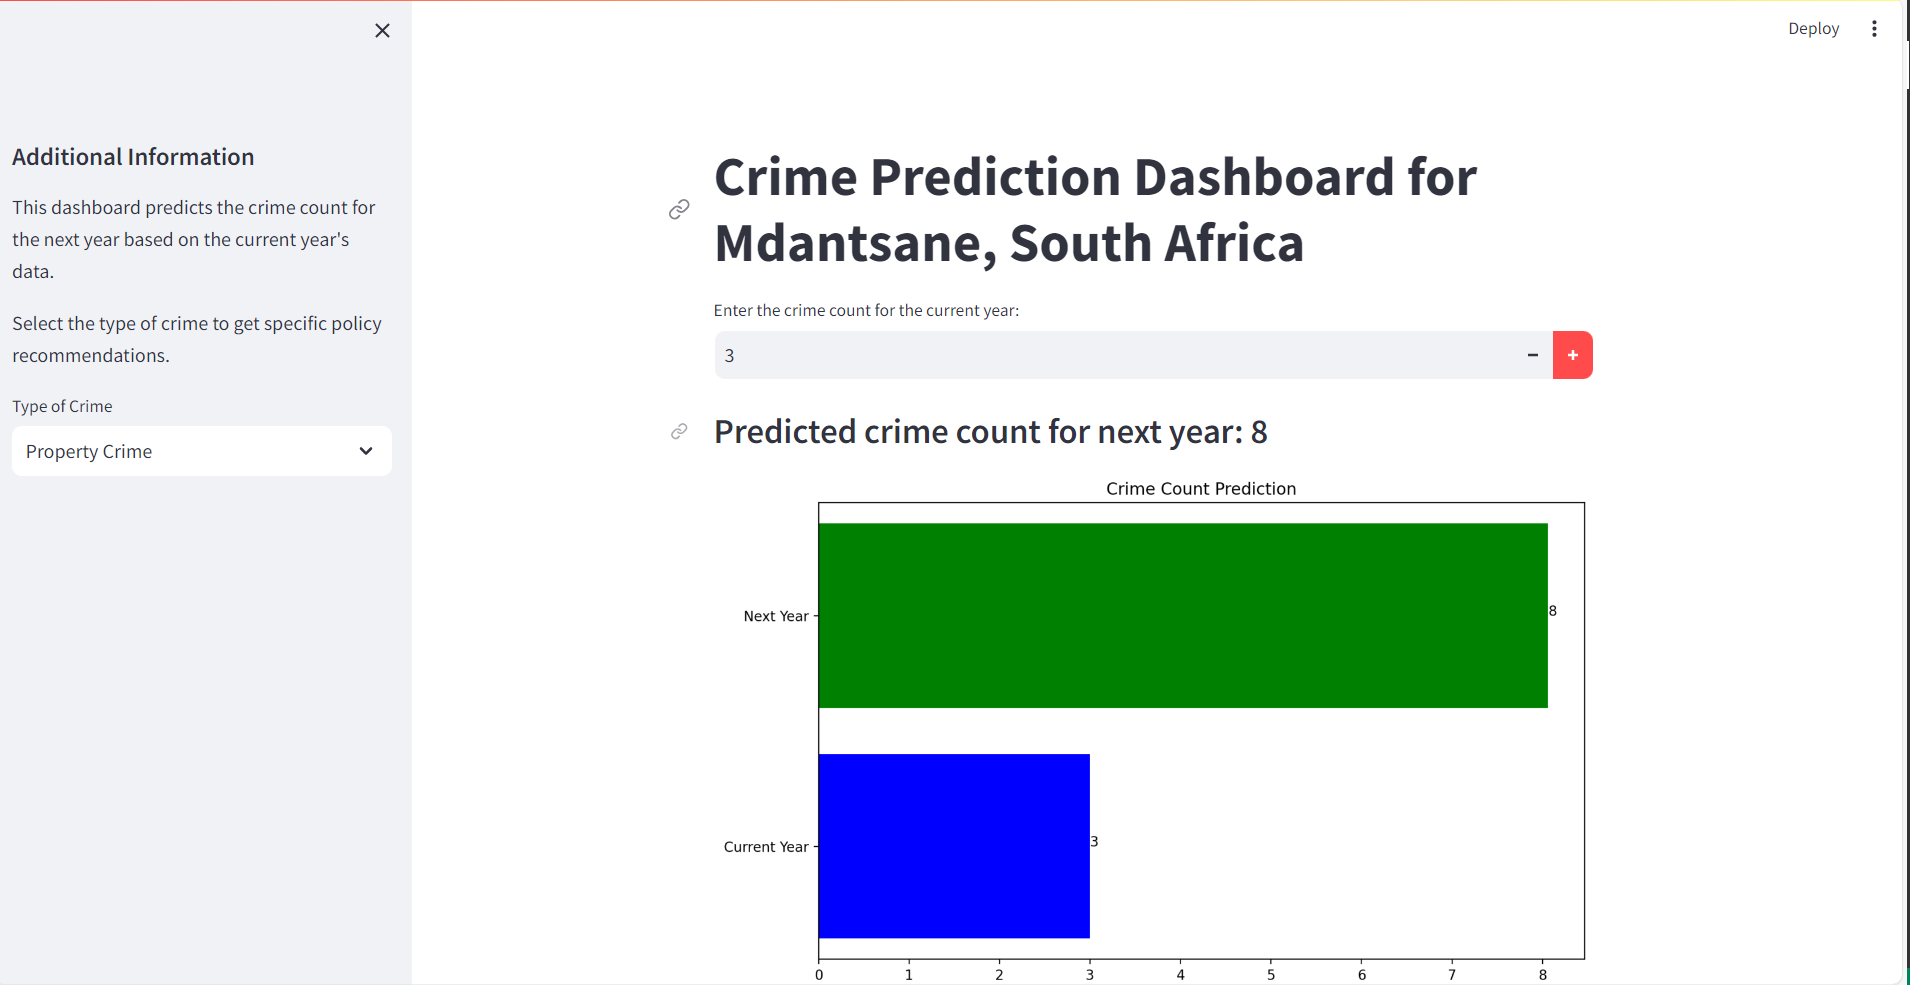 Deploy
Additional Information
This dashboard predicts the crime count for
the next year based on the current year's
data.
Select the type of crime to get specific policy
recommendations.
Type of Crime
Property Crime
Crime Prediction Dashboard for
Mdantsane, South Africa
Enter the crime count for the current year:
3
Predicted crime count for next year: 8
Crime Count Prediction
Next Year
8
Current Year
3
0 1 2 3 4 5 6 7 8